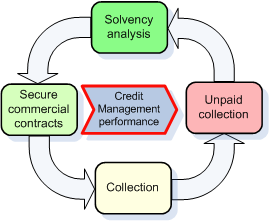 Solvency
analysis
Secure
commercial
contracts
Credit
Management
performance
Unpaid
collection
Collection